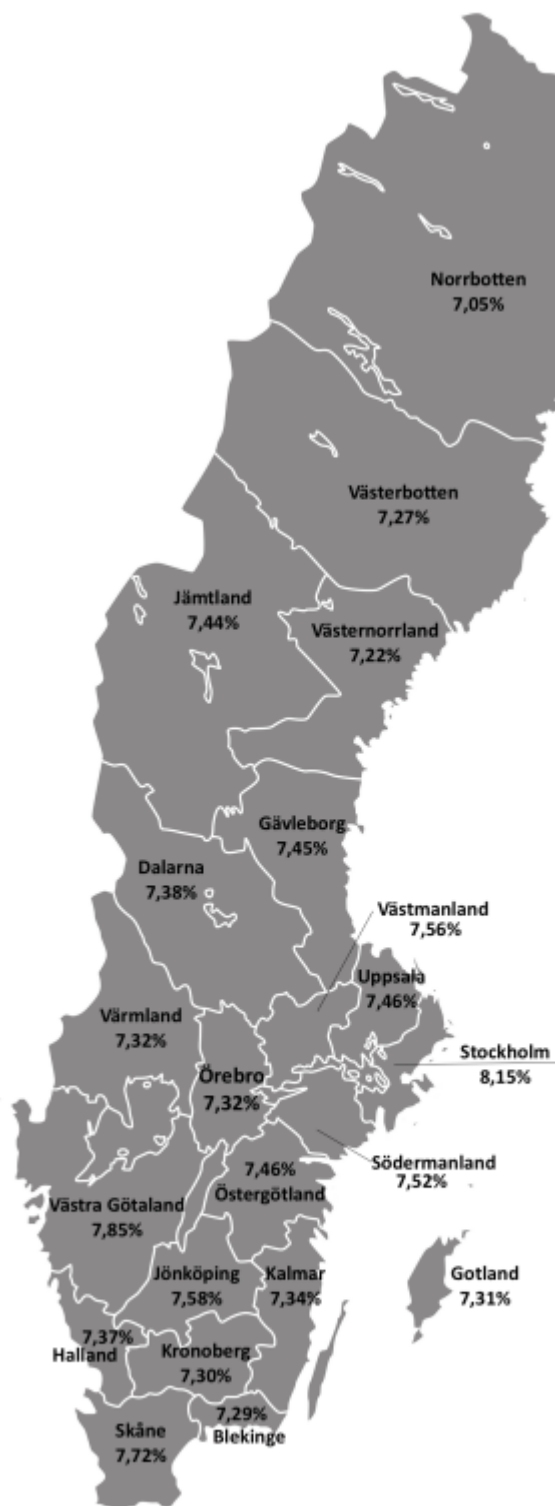 Norrbotten
7,05%
Västerbotten
7,27%
Jämtland
7,44%
Västernorrland
7,22%
Gävleborg
7,45%
Dalarna
7,38%
Västmanland
7,56%
Uppsala
7,46%
Värmland
7,32%
Stockholm
8,15%
Örebro
7,32%
Södermanland
7,52%
7,46%
Östergötland
Västra Götaland
7,85%
Jönköping
7,58%
Kalmar
7,34%
Gotland
7,31%
7,37%
Halland
Kronoberg
7,30%
7,29%
Blekinge
Skåne
7,72%